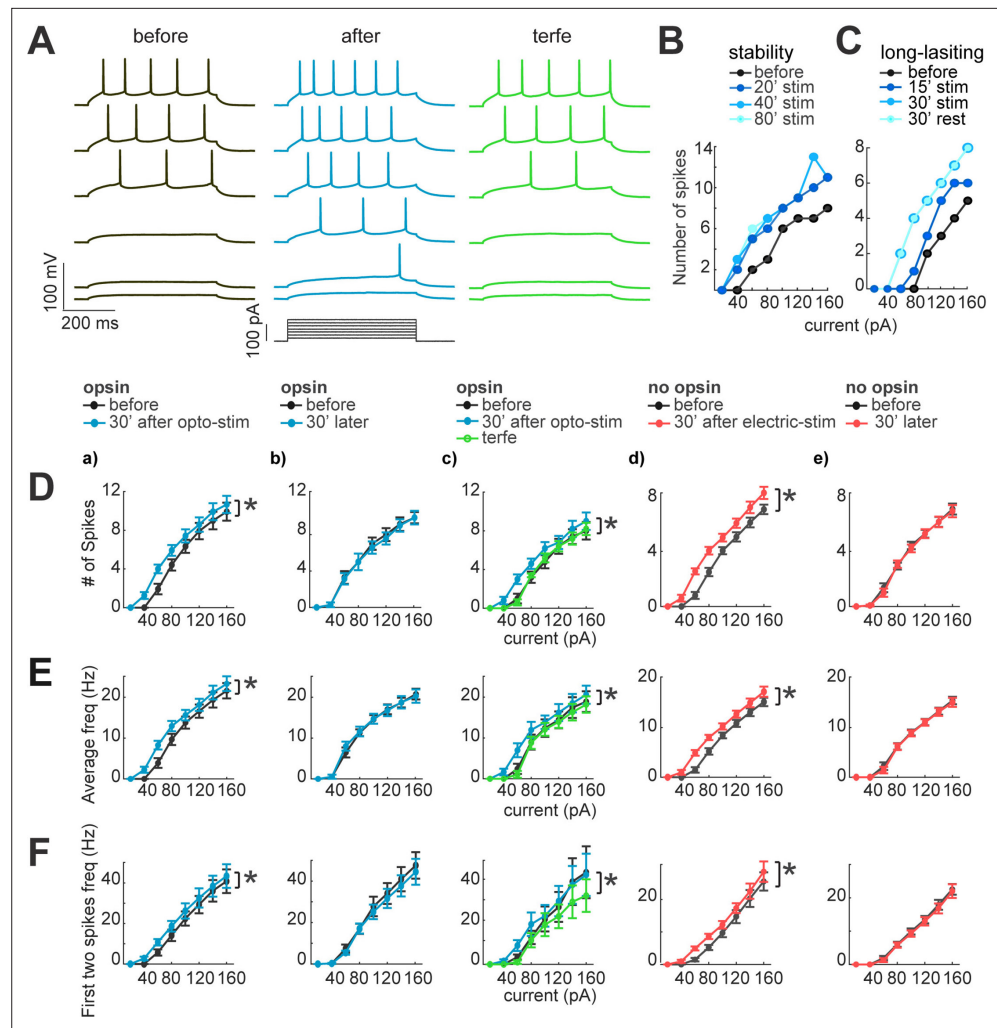 A
before
after
terfe
100 mV
200 ms
100 pA
B
stability
before
20' stim
40' stim
80' stim
Number of spikes
14
10
6
2
40 80 120 160
C
long-lasiting
before
15' stim
30' stim
30' rest
8
6
4
2
0
40 80 120 160
current (pA)
opsin
before
30' after opto-stim
opsin
before
30' later
opsin
before
30' after opto-stim
terfe
no opsin
before
30' after electric-stim
no opsin
before
30' later
a)
b)
c)
d)
e)
D
# of Spikes
12
8
4
0
40 80 120 160
*
12
8
4
0
40 80 120 160
12
8
4
0
40 80 120 160
*
current (pA)
8
4
0
40 80 120 160
*
8
4
0
40 80 120 160
E
Average freq (Hz)
20
10
0
40 80 120 160
*
20
10
0
40 80 120 160
20
10
0
40 80 120 160
*
current (pA)
20
10
0
40 80 120 160
*
20
10
0
40 80 120 160
F
First two spikes freq (Hz)
40
20
0
40 80 120 160
*
40
20
0
40 80 120 160
40
20
0
40 80 120 160
*
current (pA)
20
0
40 80 120 160
*
20
0
40 80 120 160